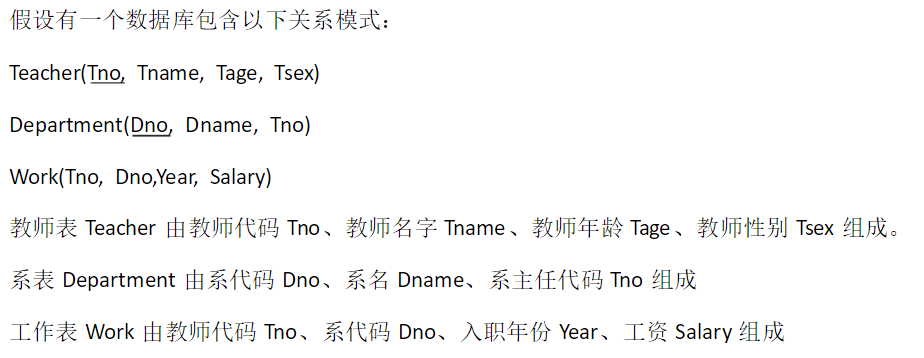 假设有一个数据库包含以下关系模式：
Teacher(Tno, Tname, Tage, Tsex)
Department(Dno, Dname, Tno)
Work(Tno, Dno,Year, Salary)
教师表 Teacher 由教师代码 Tno、教师名字 Tname、教师年龄 Tage、教师性别 Tsex 组成。
系表 Department 由系代码 Dno、系名 Dname、系主任代码 Tno 组成
工作表 Work 由教师代码 Tno、系代码 Dno、入职年份 Year、工资 Salary 组成